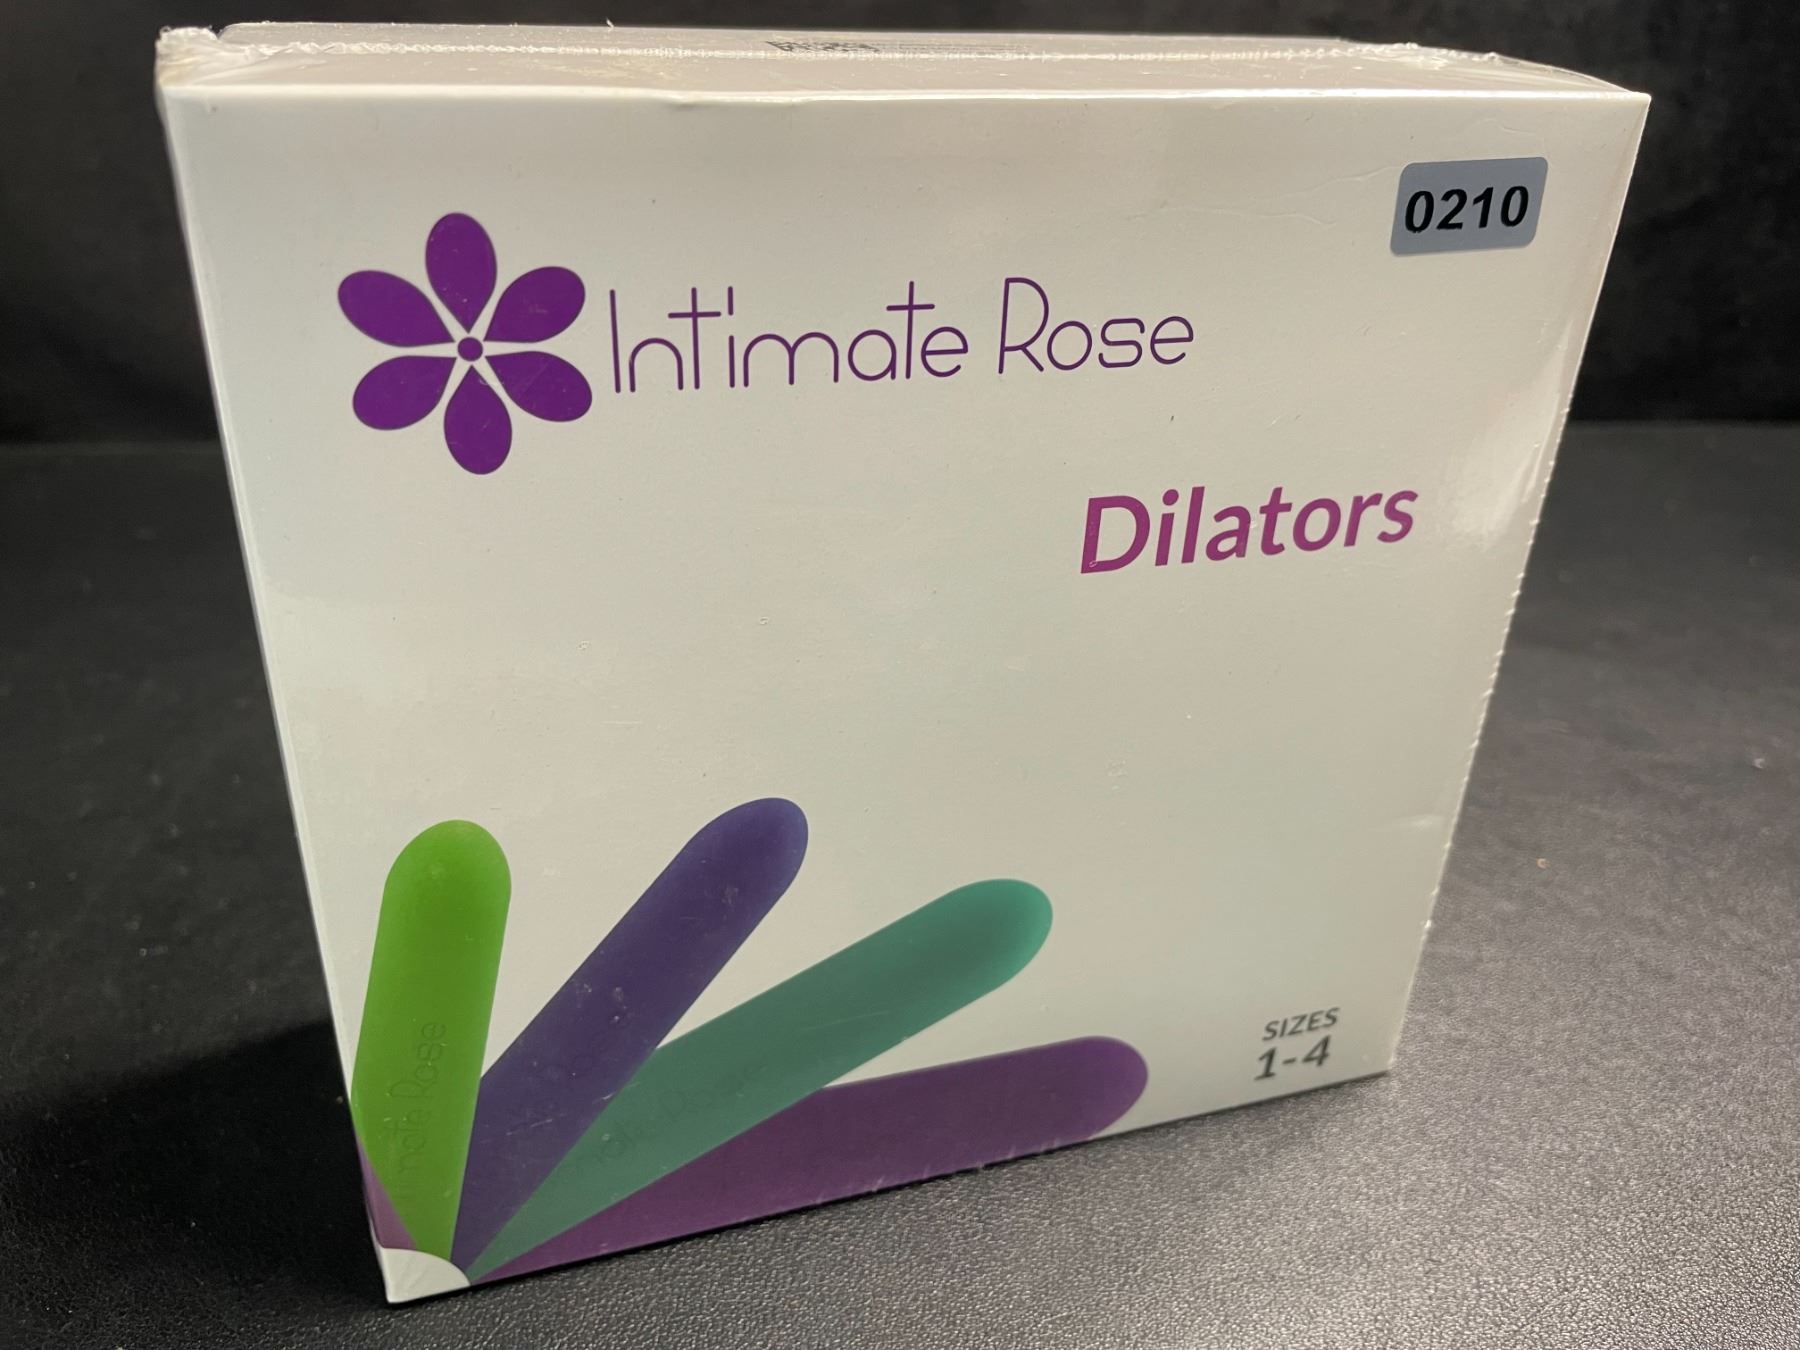 0210
Intimate Rose
Dilators
SIZES
1-4